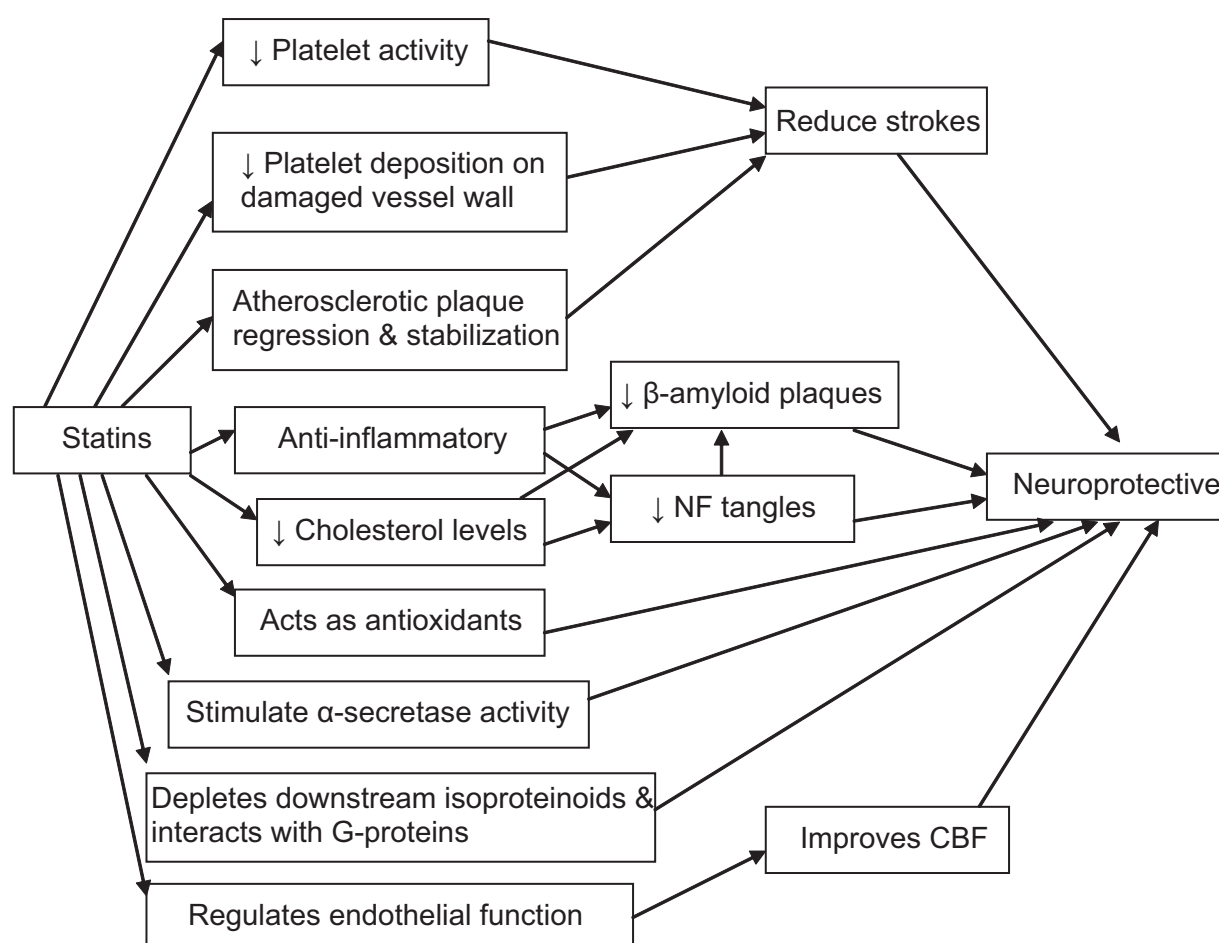 ↓ Platelet activity
Reduce strokes
↓ Platelet deposition on
damaged vessel wall
Atherosclerotic plaque
regression & stabilization
↓ β-amyloid plaques
Statins
Anti-inflammatory
Neuroprotective
↓ NF tangles
↓ Cholesterol levels
Acts as antioxidants
Stimulate α-secretase activity
Depletes downstream isoproteinoids &
interacts with G-proteins
Improves CBF
Regulates endothelial function